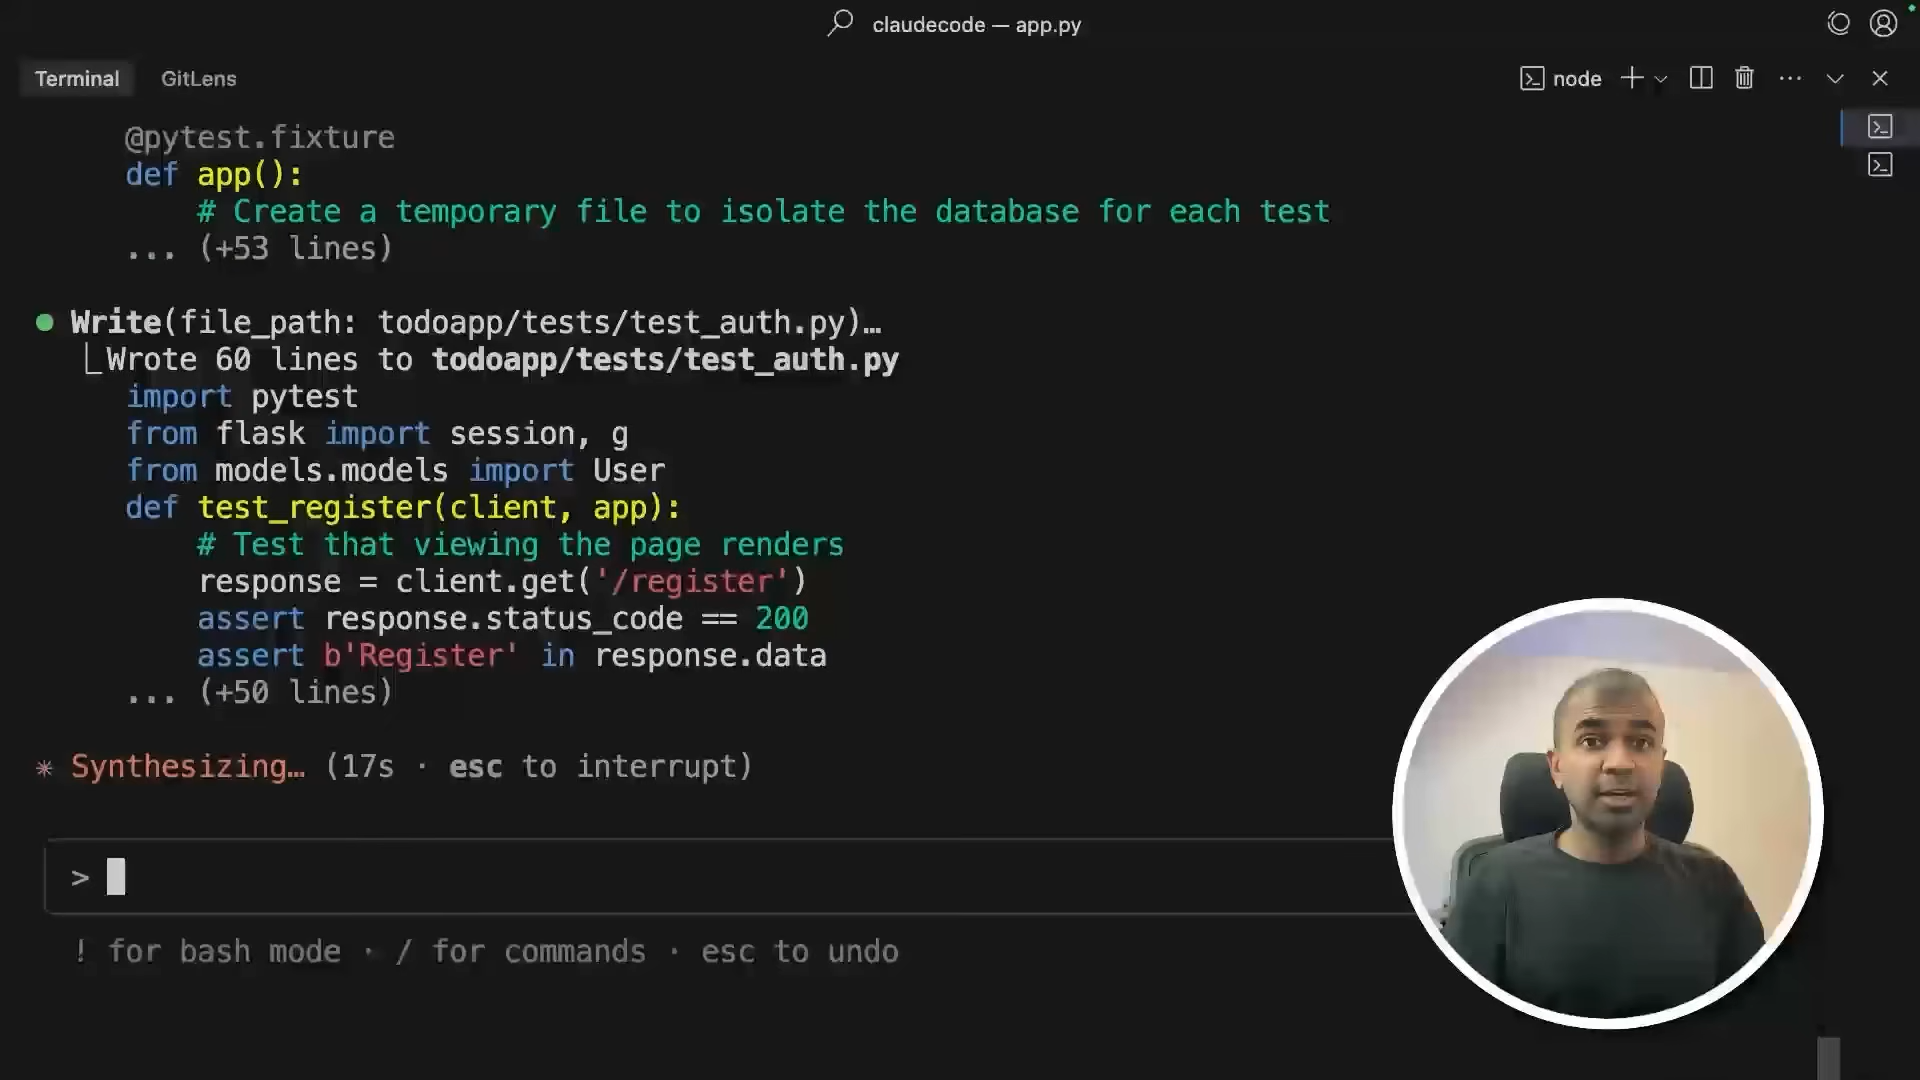 claudecode — app.py
Terminal GitLens node
@pytest.fixture
def app():
# Create a temporary file to isolate the database for each test
... (+53 lines)
Write(file_path: todoapp/tests/test_auth.py)…
Wrote 60 lines to todoapp/tests/test_auth.py
import pytest
from flask import session, g
from models.models import User
def test_register(client, app):
# Test that viewing the page renders
response = client.get('/register')
assert response.status_code == 200
assert b'Register' in response.data
... (+50 lines)
* Synthesizing… (17s · esc to interrupt)
>
! for bash mode · / for commands · esc to undo